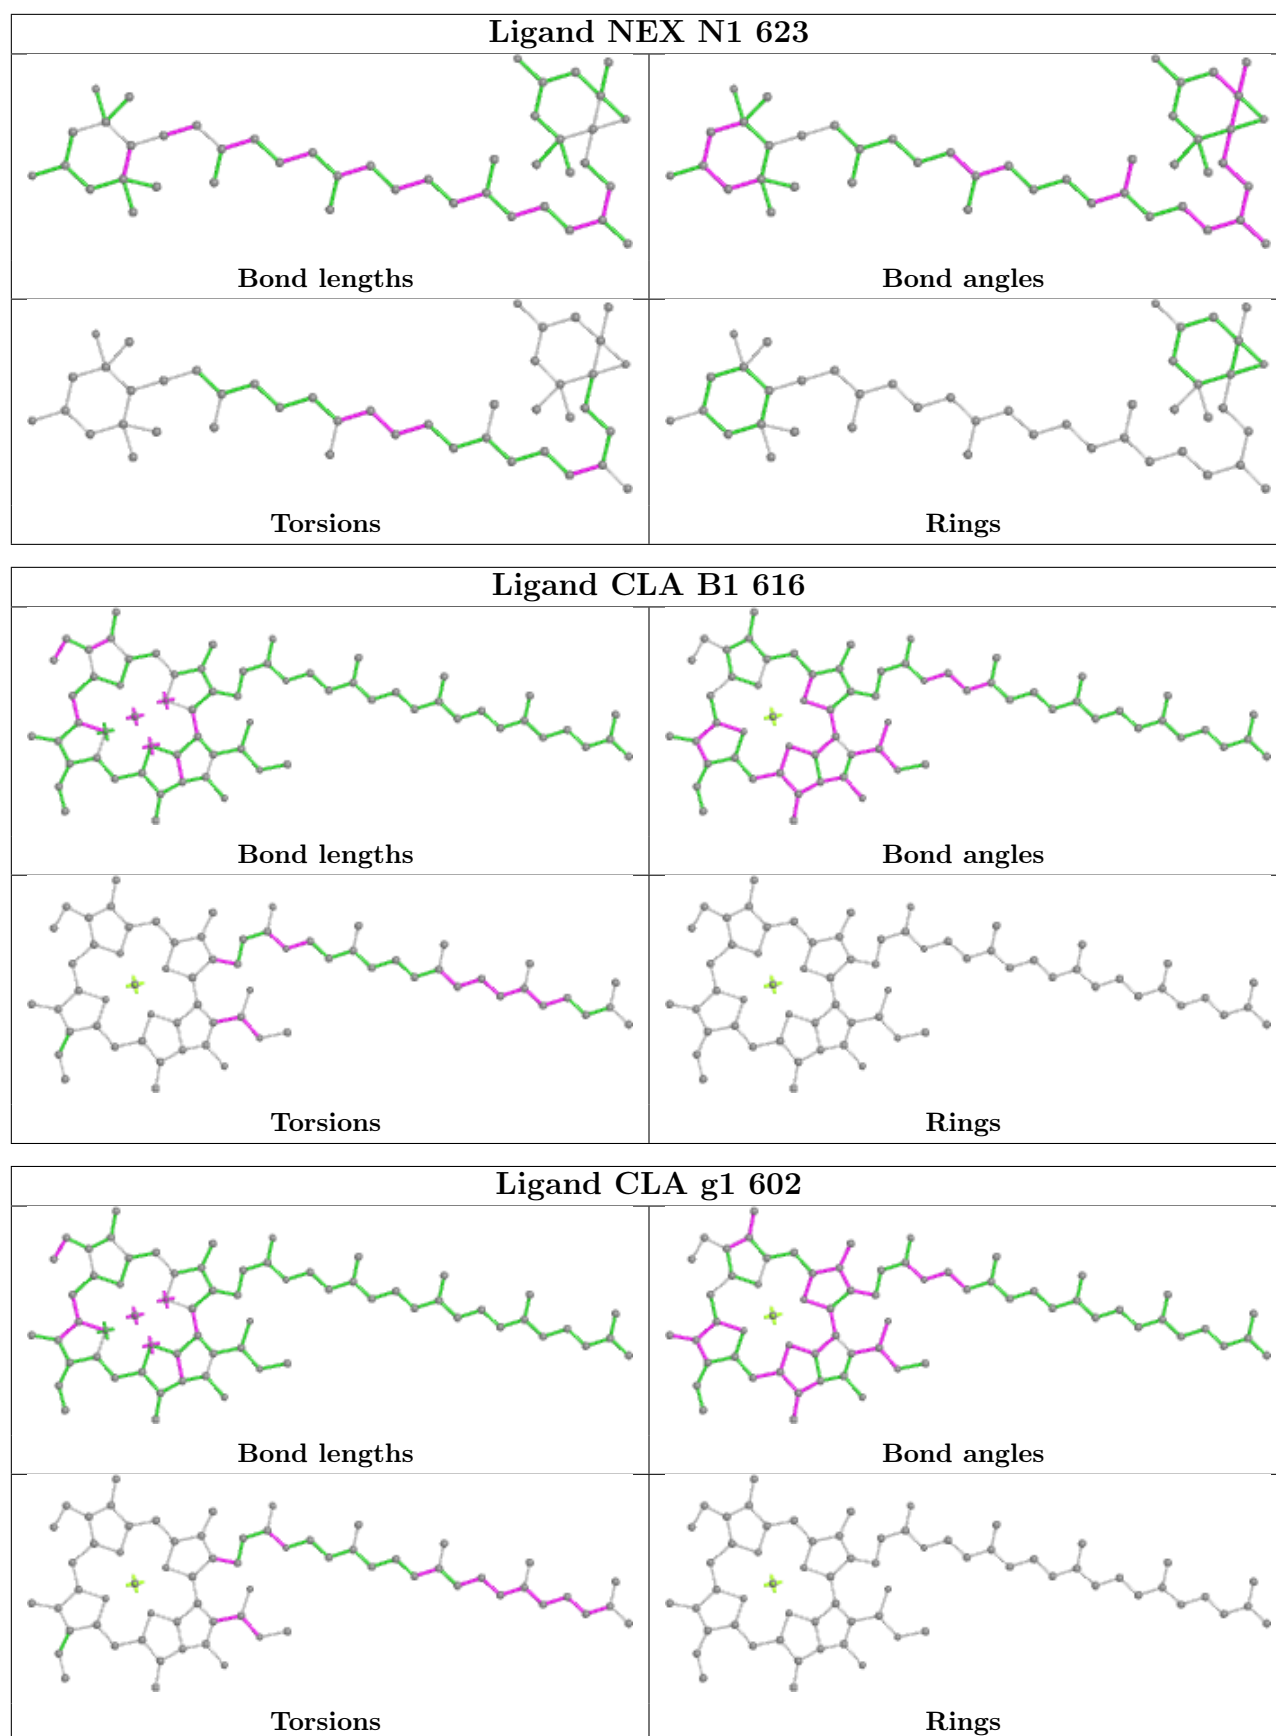 Ligand NEX N1 623
Bond lengths
Bond angles
Torsions
Rings
Ligand CLA B1 616
Bond lengths
Bond angles
Torsions
Rings
Ligand CLA g1 602
Bond lengths
Bond angles
Torsions
Rings